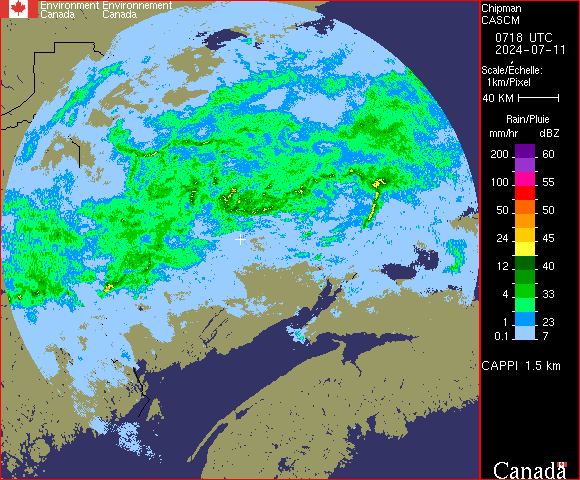 Environment Environnement
Canada Canada
Chipman
CASCM
0718 UTC
2024-07-11
Scale/Échelle:
1km/Pixel
40 KM
Rain/Pluie
mm/hr dBZ
200 60
100 55
50 50
24 45
12 40
4 33
1 23
0.1 7
CAPPI 1.5 km
Canada